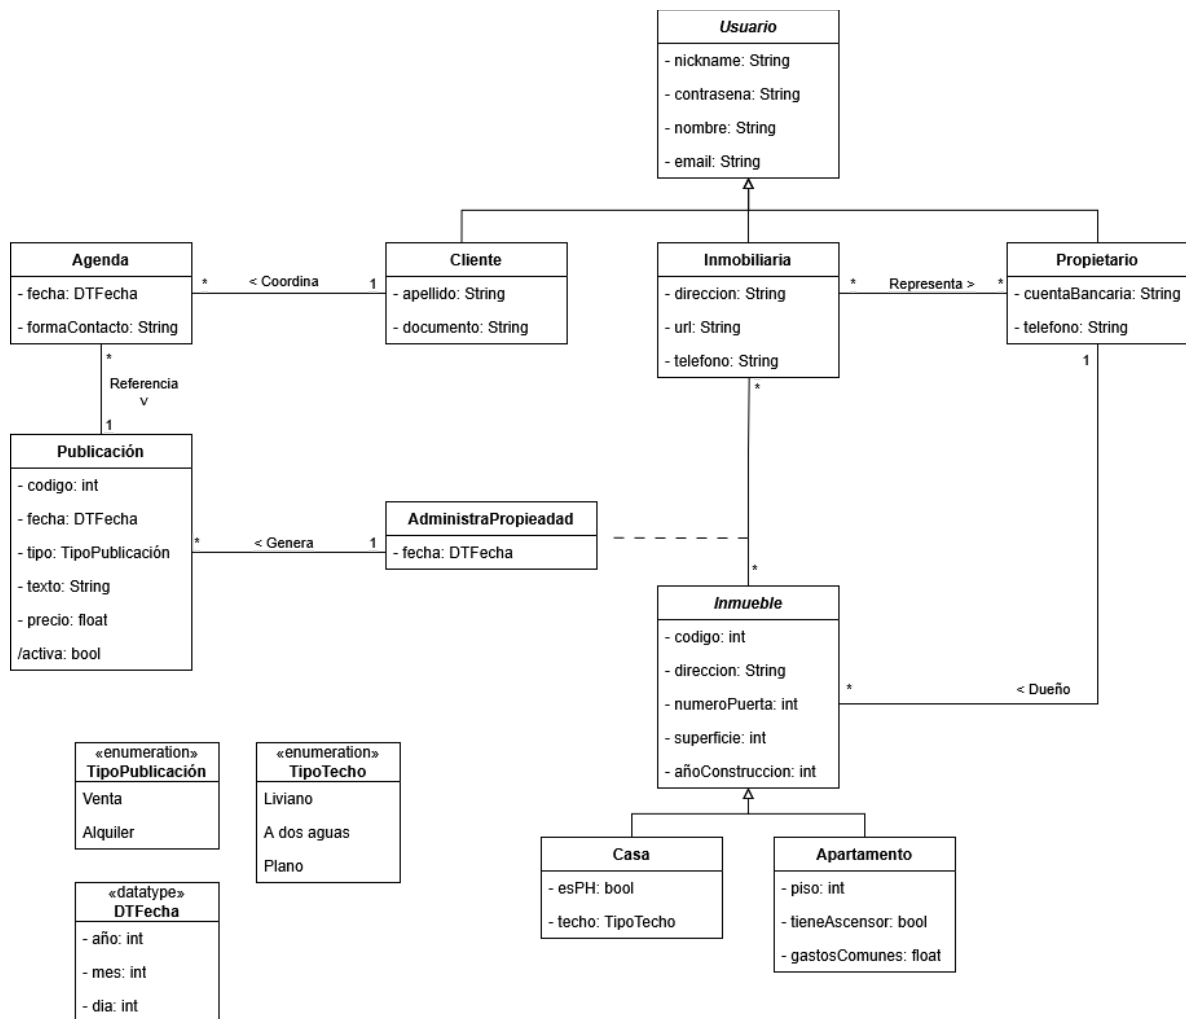 Usuario
- nickname: String
- contrasena: String
- nombre: String
- email: String
Agenda
- fecha: DTFecha
- formaContacto: String
* < Coordina 1
Cliente
- apellido: String
- documento: String
Inmobiliaria
- direccion: String
- url: String
- telefono: String
* Representa > *
Propietario
- cuentaBancaria: String
- telefono: String
*
Referencia
v
1
*
1
Publicación
- codigo: int
- fecha: DTFecha
- tipo: TipoPublicación
- texto: String
- precio: float
/activa: bool
* < Genera 1
AdministraPropieadad
- fecha: DTFecha
*
Inmueble
- codigo: int
- direccion: String
- numeroPuerta: int
- superficie: int
- añoConstruccion: int
* < Dueño
«enumeration»
TipoPublicación
Venta
Alquiler
«enumeration»
TipoTecho
Liviano
A dos aguas
Plano
Casa
- esPH: bool
- techo: TipoTecho
Apartamento
- piso: int
- tieneAscensor: bool
- gastosComunes: float
«datatype»
DTFecha
- año: int
- mes: int
- dia: int